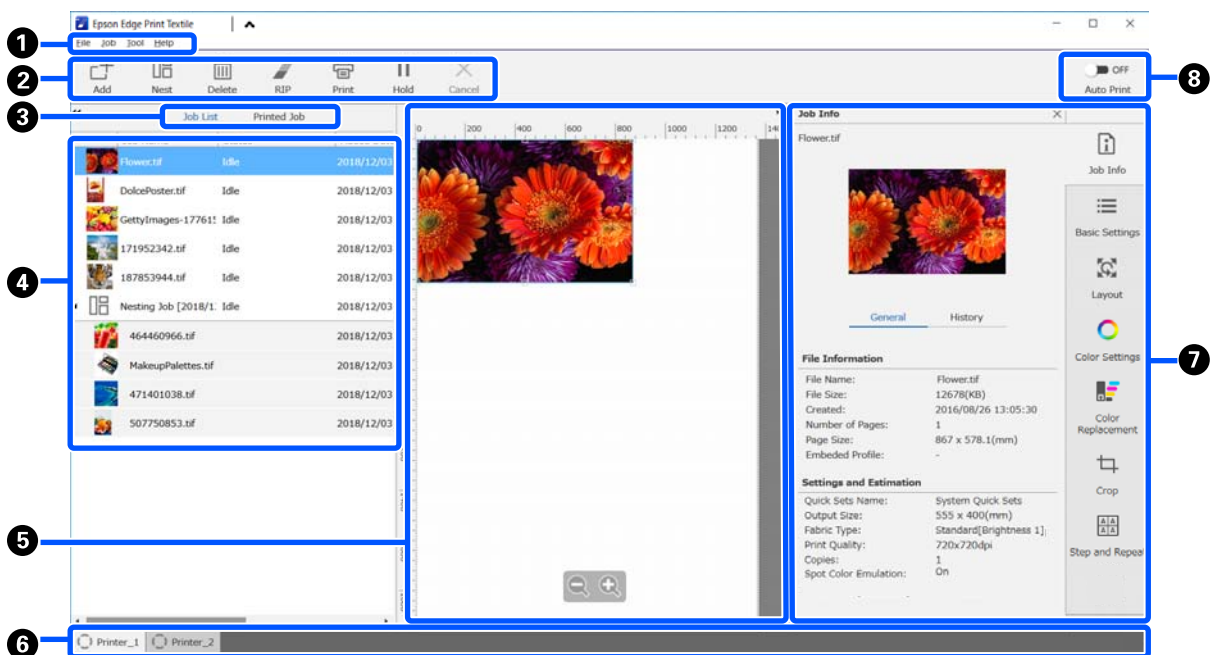 Epson Edge Print Textile
File Job Tool Help
1
2
Add Nest Delete RIP Print Hold Cancel
OFF
Auto Print
8
3
Job List Printed Job
Flower.tif Idle 2018/12/03
DolcePoster.tif Idle 2018/12/03
GettyImages-17761 Idle 2018/12/03
171952342.tif Idle 2018/12/03
187853944.tif Idle 2018/12/03
Nesting Job [2018/1 Idle 2018/12/03
464460966.tif 2018/12/03
MakeupPalettes.tif 2018/12/03
471401038.tif 2018/12/03
507750853.tif 2018/12/03
4
0 200 400 600 800 1000 1200
5
Job Info
Flower.tif
General History
File Information
File Name: Flower.tif
File Size: 12678(KB)
Created: 2016/08/26 13:05:30
Number of Pages: 1
Page Size: 867 x 578.1(mm)
Embeded Profile: -
Settings and Estimation
Quick Sets Name: System Quick Sets
Output Size: 555 x 400(mm)
Fabric Type: Standard[Brightness 1];
Print Quality: 720x720dpi
Copies: 1
Spot Color Emulation: On
Job Info
Basic Settings
Layout
Color Settings
Color
Replacement
Crop
Step and Repeat
7
6
Printer_1 Printer_2